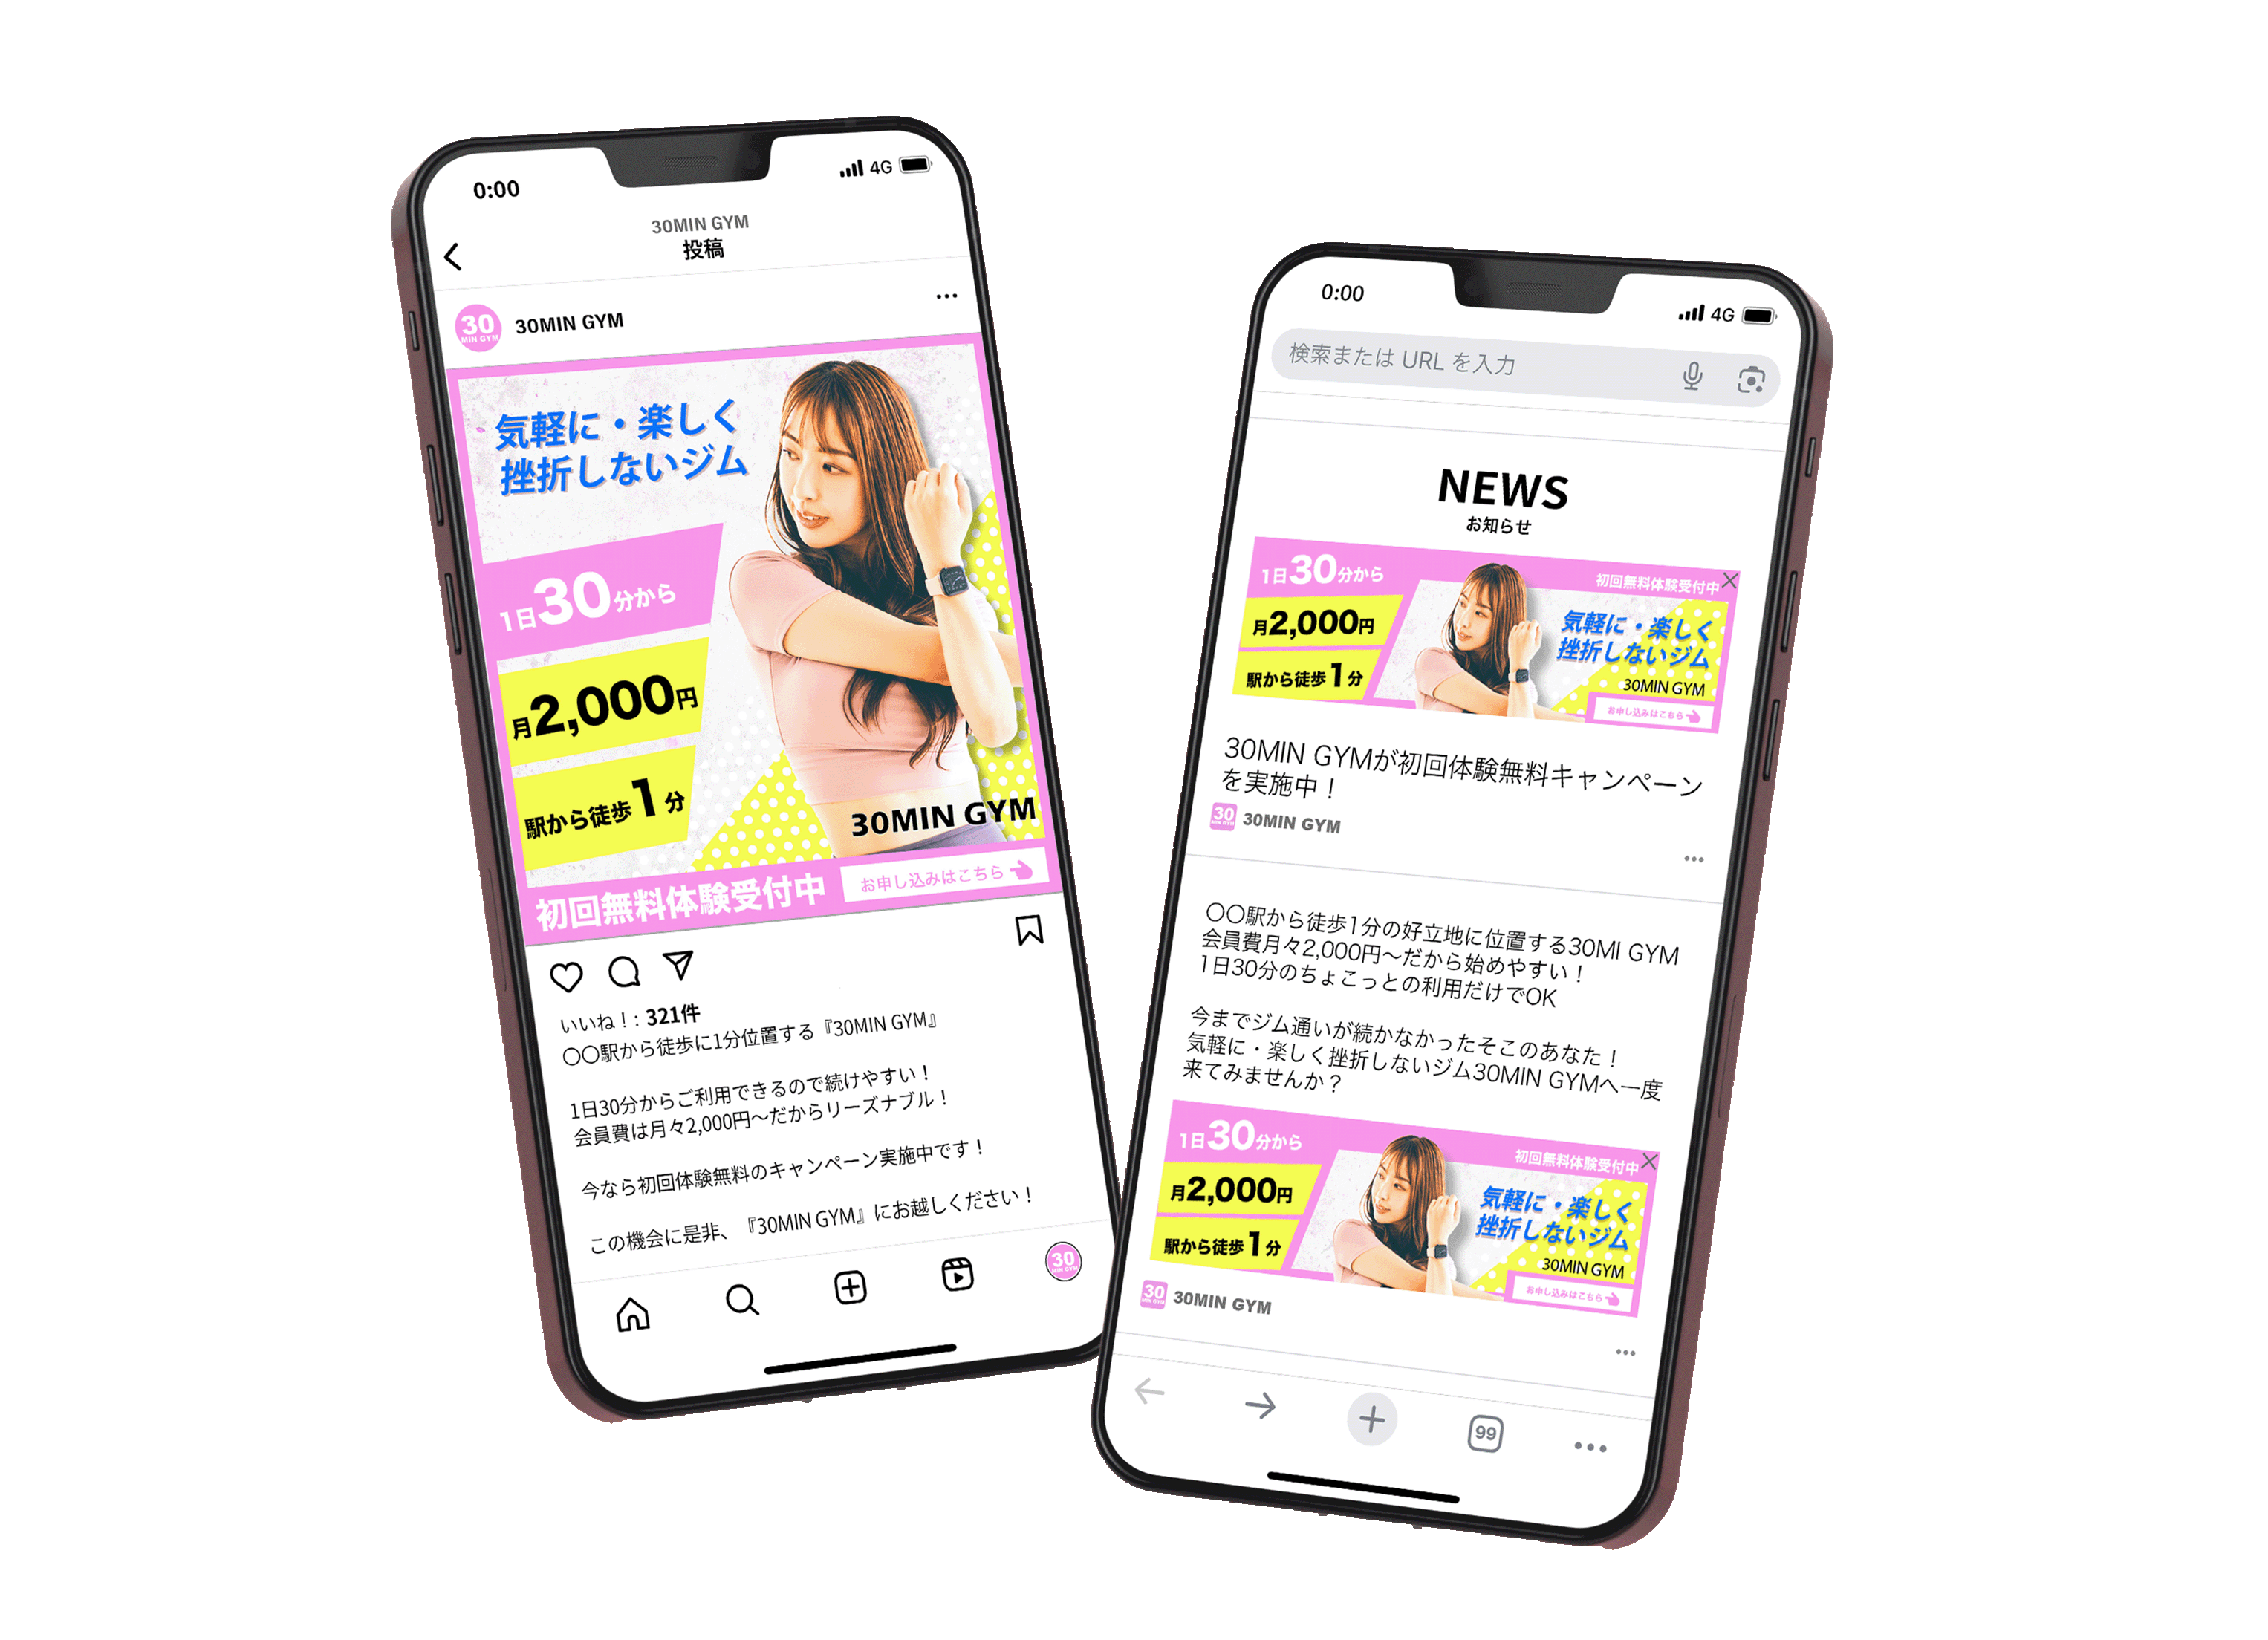 0:00
4G
30MIN GYM
投稿
30
MIN GYM
30MIN GYM
気軽に・楽しく
挫折しないジム
1日30分から
月2,000円
駅から徒歩1分
30MIN GYM
初回無料体験受付中
お申し込みはこちら
いいね！: 321件
〇〇駅から徒歩に1分位置する『30MIN GYM』
1日30分からご利用できるので続けやすい！
会員費は月々2,000円～だからリーズナブル！
今なら初回体験無料のキャンペーン実施中です！
この機会に是非、『30MIN GYM』にお越しください！
30
MIN GYM
0:00
4G
検索または URL を入力
NEWS
お知らせ
1日30分から
月2,000円
駅から徒歩1分
初回無料体験受付中
気軽に・楽しく
挫折しないジム
30MIN GYM
お申し込みはこちら
30MIN GYMが初回体験無料キャンペーン
を実施中！
30
MIN GYM
30MIN GYM
〇〇駅から徒歩1分の好立地に位置する30MI GYM
会員費月々2,000円～だから始めやすい！
1日30分のちょこっとの利用だけでOK
今までジム通いが続かなかったそこのあなた！
気軽に・楽しく挫折しないジム30MIN GYMへ一度
来てみませんか？
1日30分から
月2,000円
駅から徒歩1分
初回無料体験受付中
気軽に・楽しく
挫折しないジム
30MIN GYM
お申し込みはこちら
30
MIN GYM
30MIN GYM
99